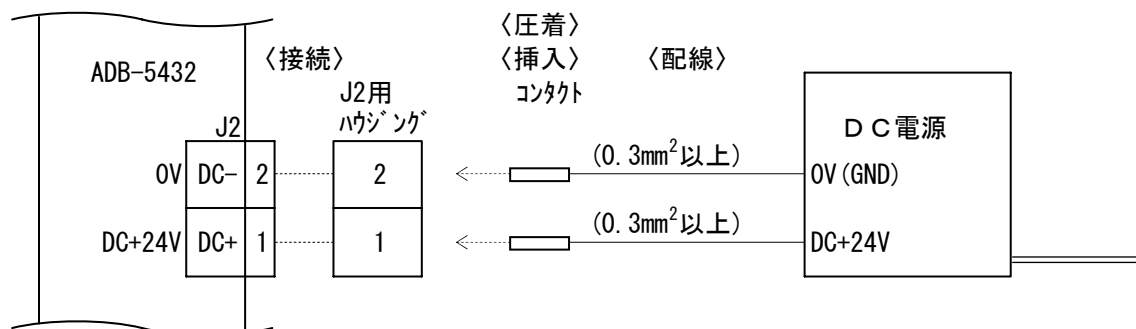 〈圧着〉
〈接続〉 〈挿入〉 〈配線〉
ADB-5432 J2用 コンタクト
J2 ハウジング DC電源
0V DC- 2 2 (0.3mm²以上) 0V(GND)
DC+24V DC+ 1 1 (0.3mm²以上) DC+24V